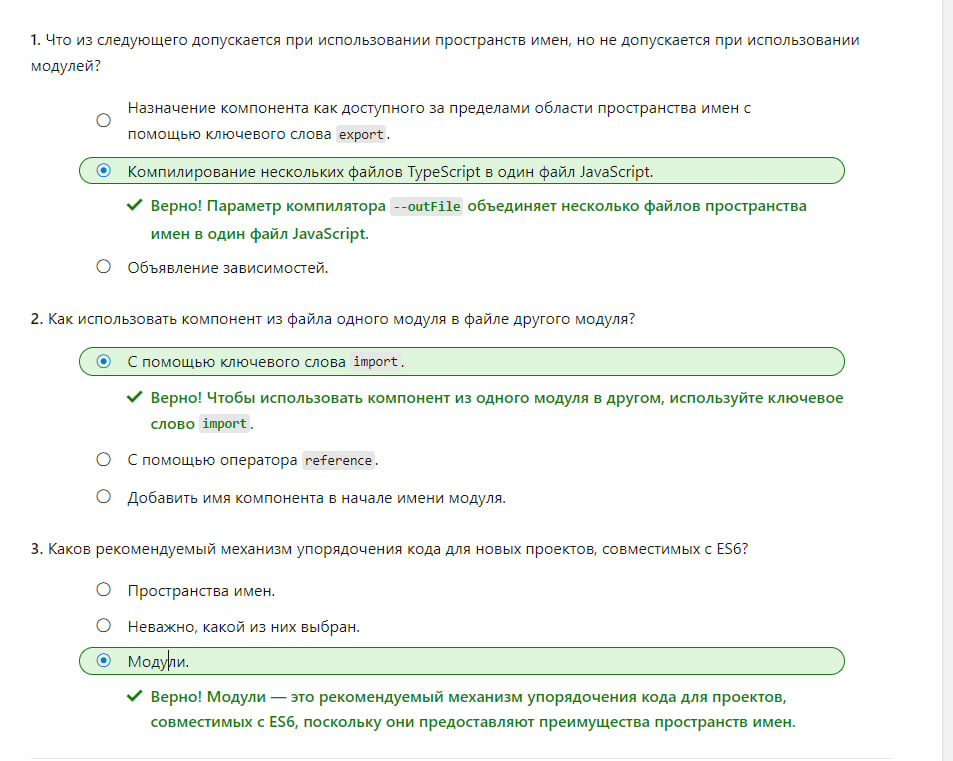 1. Что из следующего допускается при использовании пространств имен, но не допускается при использовании
модулей?
Назначение компонента как доступного за пределами области пространства имен с
помощью ключевого слова export.
Компилирование нескольких файлов TypeScript в один файл JavaScript.
Верно! Параметр компилятора --outFile объединяет несколько файлов пространства
имен в один файл JavaScript.
Объявление зависимостей.
2. Как использовать компонент из файла одного модуля в файле другого модуля?
С помощью ключевого слова import.
Верно! Чтобы использовать компонент из одного модуля в другом, используйте ключевое
слово import.
С помощью оператора reference.
Добавить имя компонента в начале имени модуля.
3. Каков рекомендуемый механизм упорядочения кода для новых проектов, совместимых с ES6?
Пространства имен.
Неважно, какой из них выбран.
Модули.
Верно! Модули — это рекомендуемый механизм упорядочения кода для проектов,
совместимых с ES6, поскольку они предоставляют преимущества пространств имен.